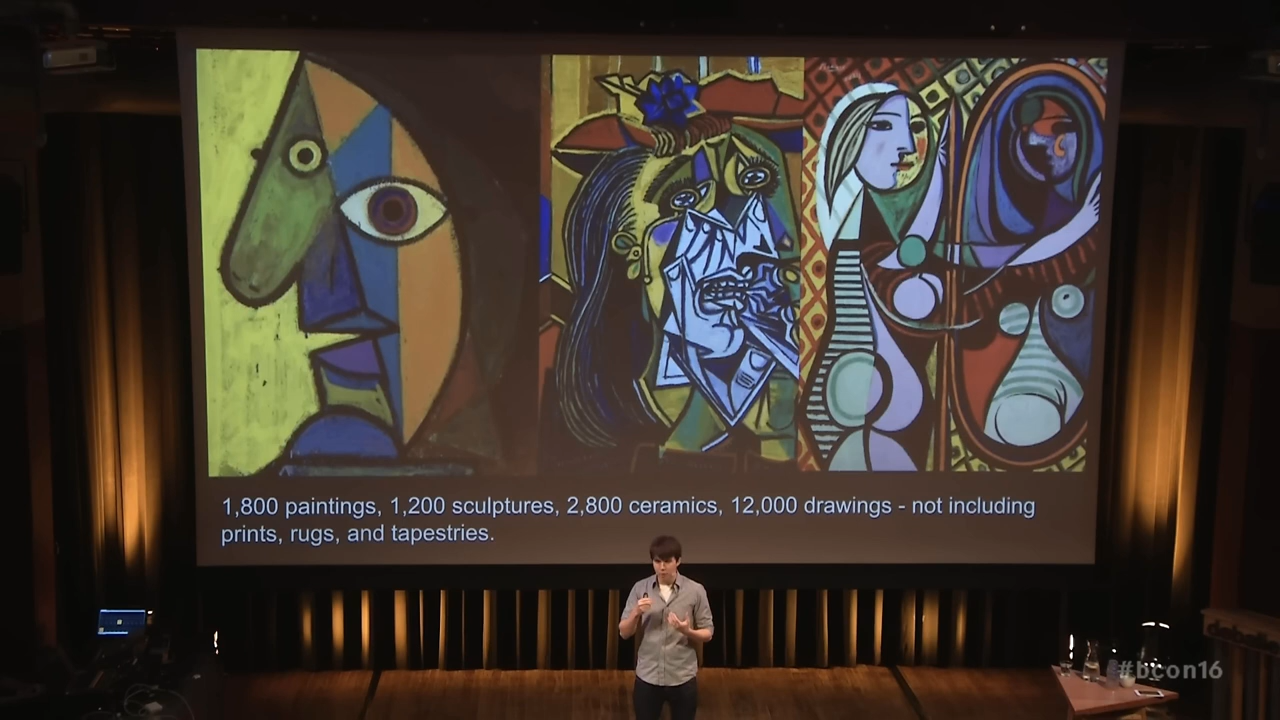 1,800 paintings, 1,200 sculptures, 2,800 ceramics, 12,000 drawings - not including
prints, rugs, and tapestries.
#bcon16